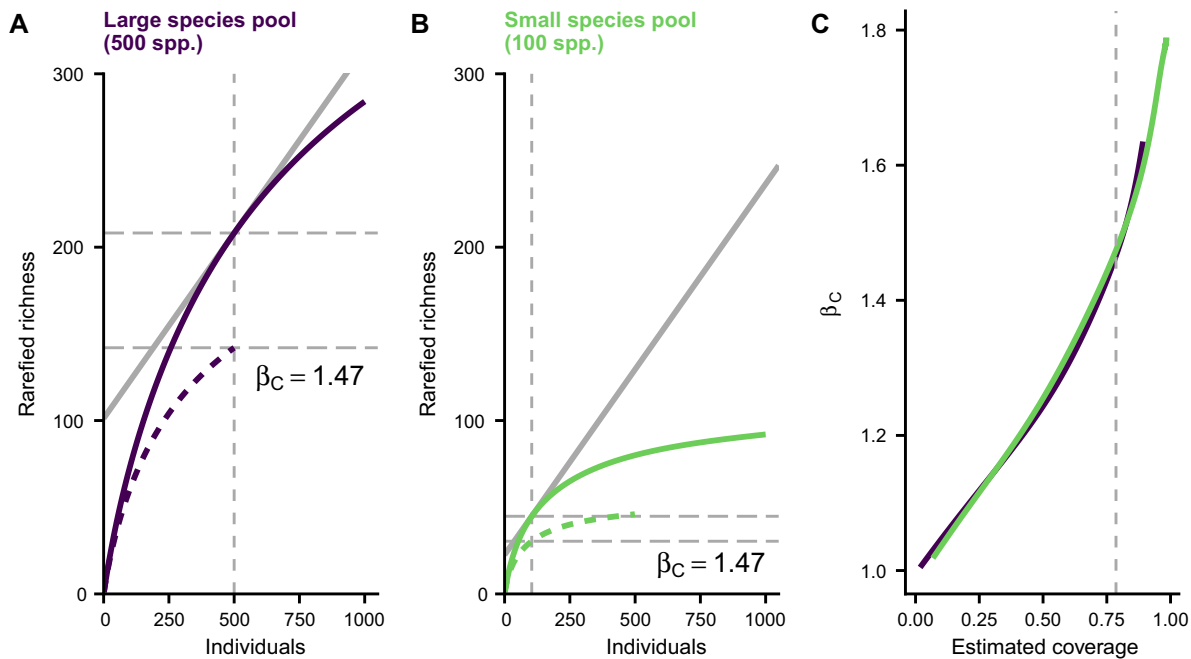 A
Large species pool
(500 spp.)
300
200
100
0
Rarefied richness
βC = 1.47
0
250
500
750
1000
Individuals
B
Small species pool
(100 spp.)
300
200
100
0
Rarefied richness
βC = 1.47
0
250
500
750
1000
Individuals
C
1.8
1.6
1.4
1.2
1.0
βC
0.00
0.25
0.50
0.75
1.00
Estimated coverage